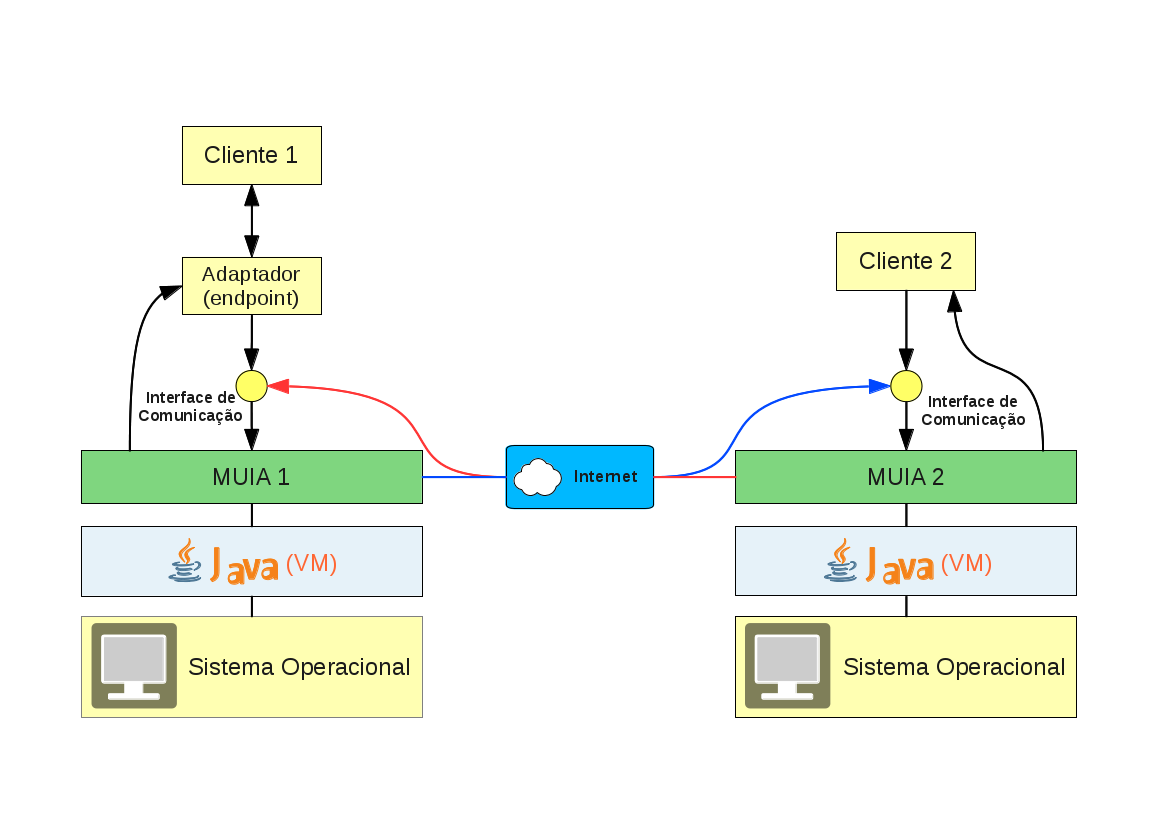 Cliente 1
Adaptador
(endpoint)
Interface de
Comunicação
MUIA 1
Java (VM)
Sistema Operacional
Internet
Cliente 2
Interface de
Comunicação
MUIA 2
Java (VM)
Sistema Operacional